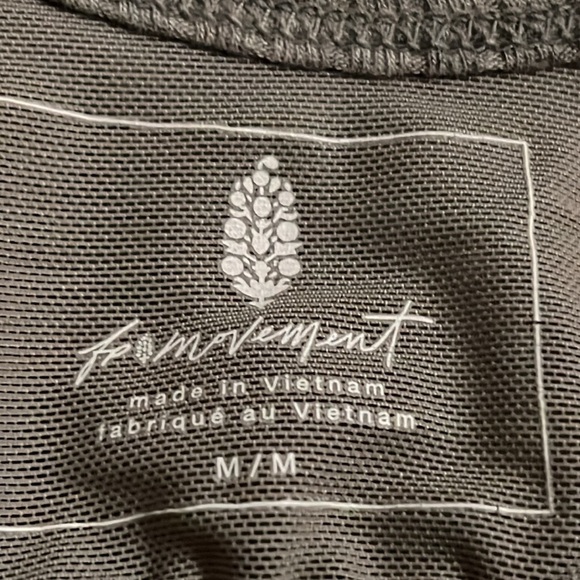 fp movement
made in Vietnam
fabriqué au Vietnam
M/M